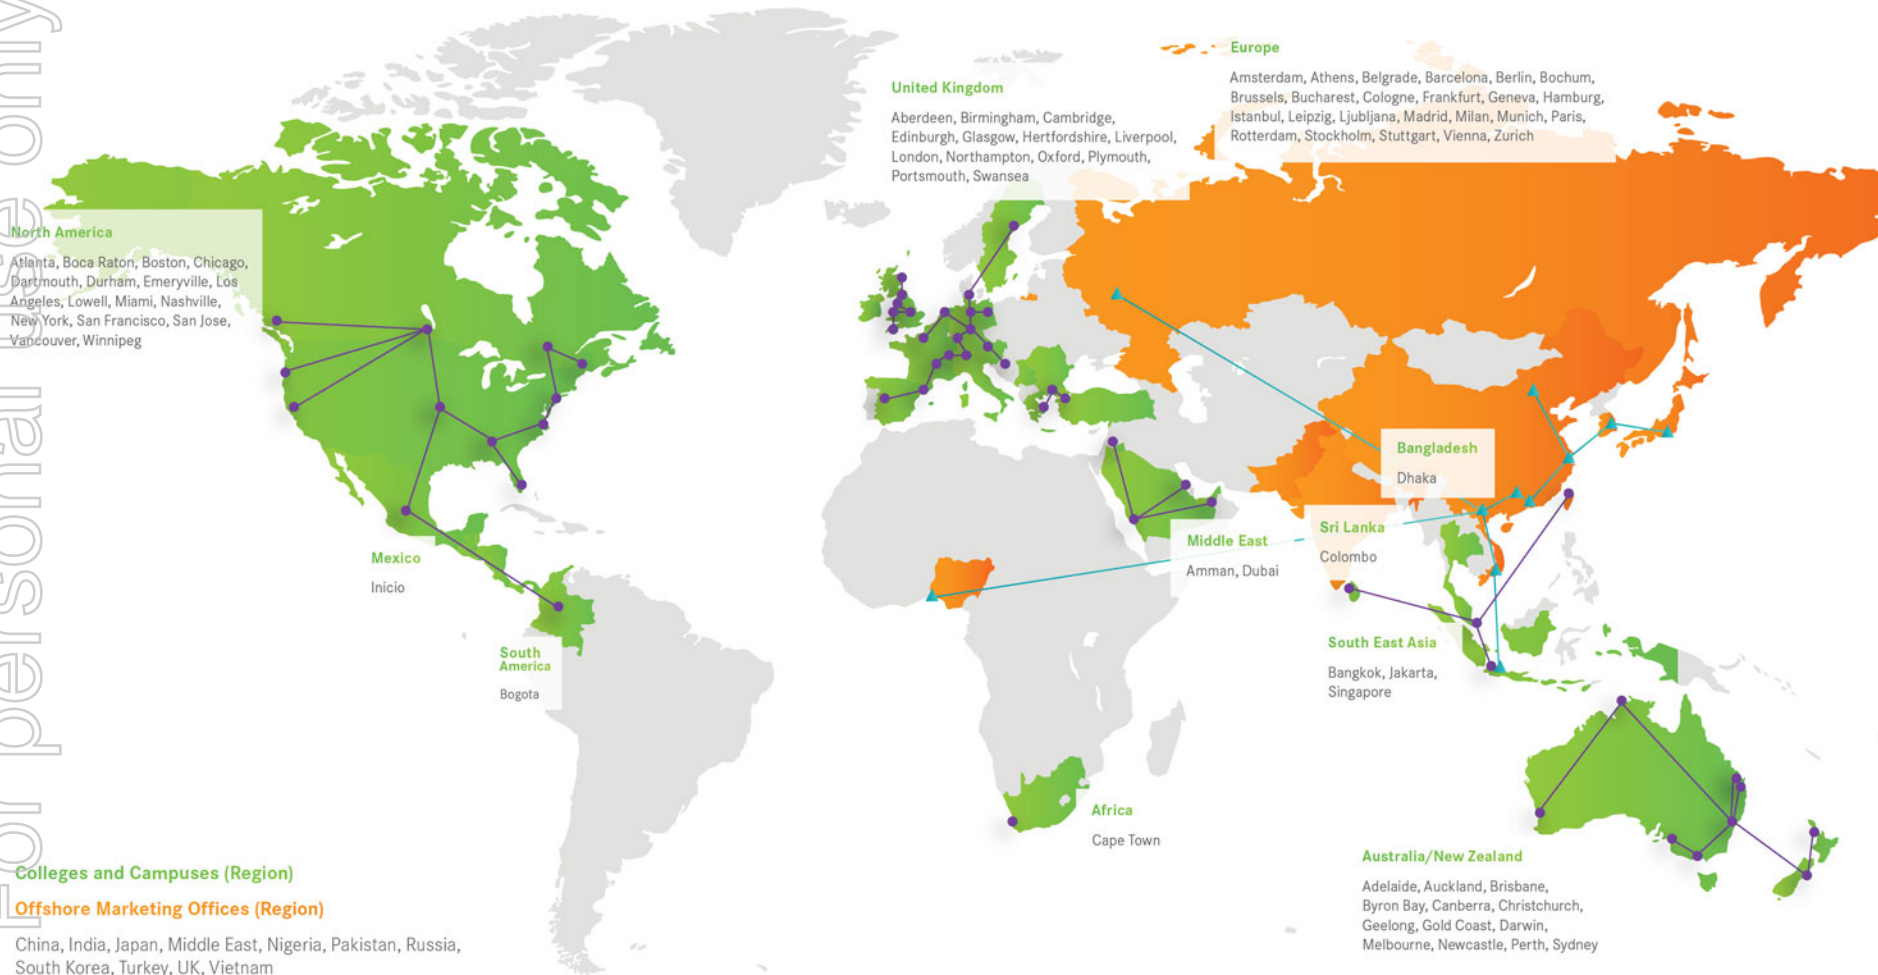 For personal use only
United Kingdom
Aberdeen, Birmingham, Cambridge,
Edinburgh, Glasgow, Hertfordshire, Liverpool,
London, Northampton, Oxford, Plymouth,
Portsmouth, Swansea
Europe
Amsterdam, Athens, Belgrade, Barcelona, Berlin, Bochum,
Brussels, Bucharest, Cologne, Frankfurt, Geneva, Hamburg,
Istanbul, Leipzig, Ljubljana, Madrid, Milan, Munich, Paris,
Rotterdam, Stockholm, Stuttgart, Vienna, Zurich
North America
Atlanta, Boca Raton, Boston, Chicago,
Dartmouth, Durham, Emeryville, Los
Angeles, Lowell, Miami, Nashville,
New York, San Francisco, San Jose,
Vancouver, Winnipeg
Bangladesh
Dhaka
Sri Lanka
Colombo
Middle East
Amman, Dubai
Mexico
Inicio
South
America
Bogota
South East Asia
Bangkok, Jakarta,
Singapore
Africa
Cape Town
Australia/New Zealand
Adelaide, Auckland, Brisbane,
Byron Bay, Canberra, Christchurch,
Geelong, Gold Coast, Darwin,
Melbourne, Newcastle, Perth, Sydney
Colleges and Campuses (Region)
Offshore Marketing Offices (Region)
China, India, Japan, Middle East, Nigeria, Pakistan, Russia,
South Korea, Turkey, UK, Vietnam